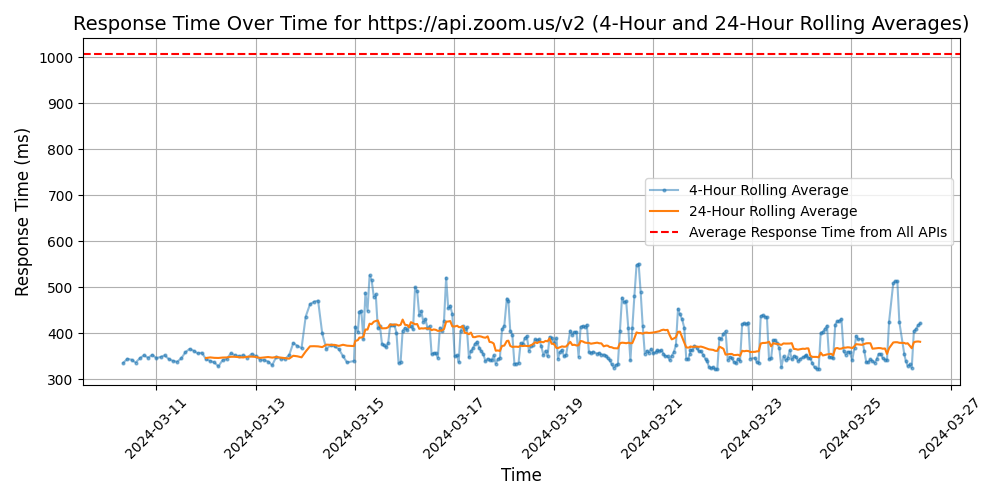 Response Time Over Time for https://api.zoom.us/v2 (4-Hour and 24-Hour Rolling Averages)
Response Time (ms)
1000
900
800
700
600
500
400
300
4-Hour Rolling Average
24-Hour Rolling Average
Average Response Time from All APIs
2024-03-11
2024-03-13
2024-03-15
2024-03-17
2024-03-19
2024-03-21
2024-03-23
2024-03-25
2024-03-27
Time